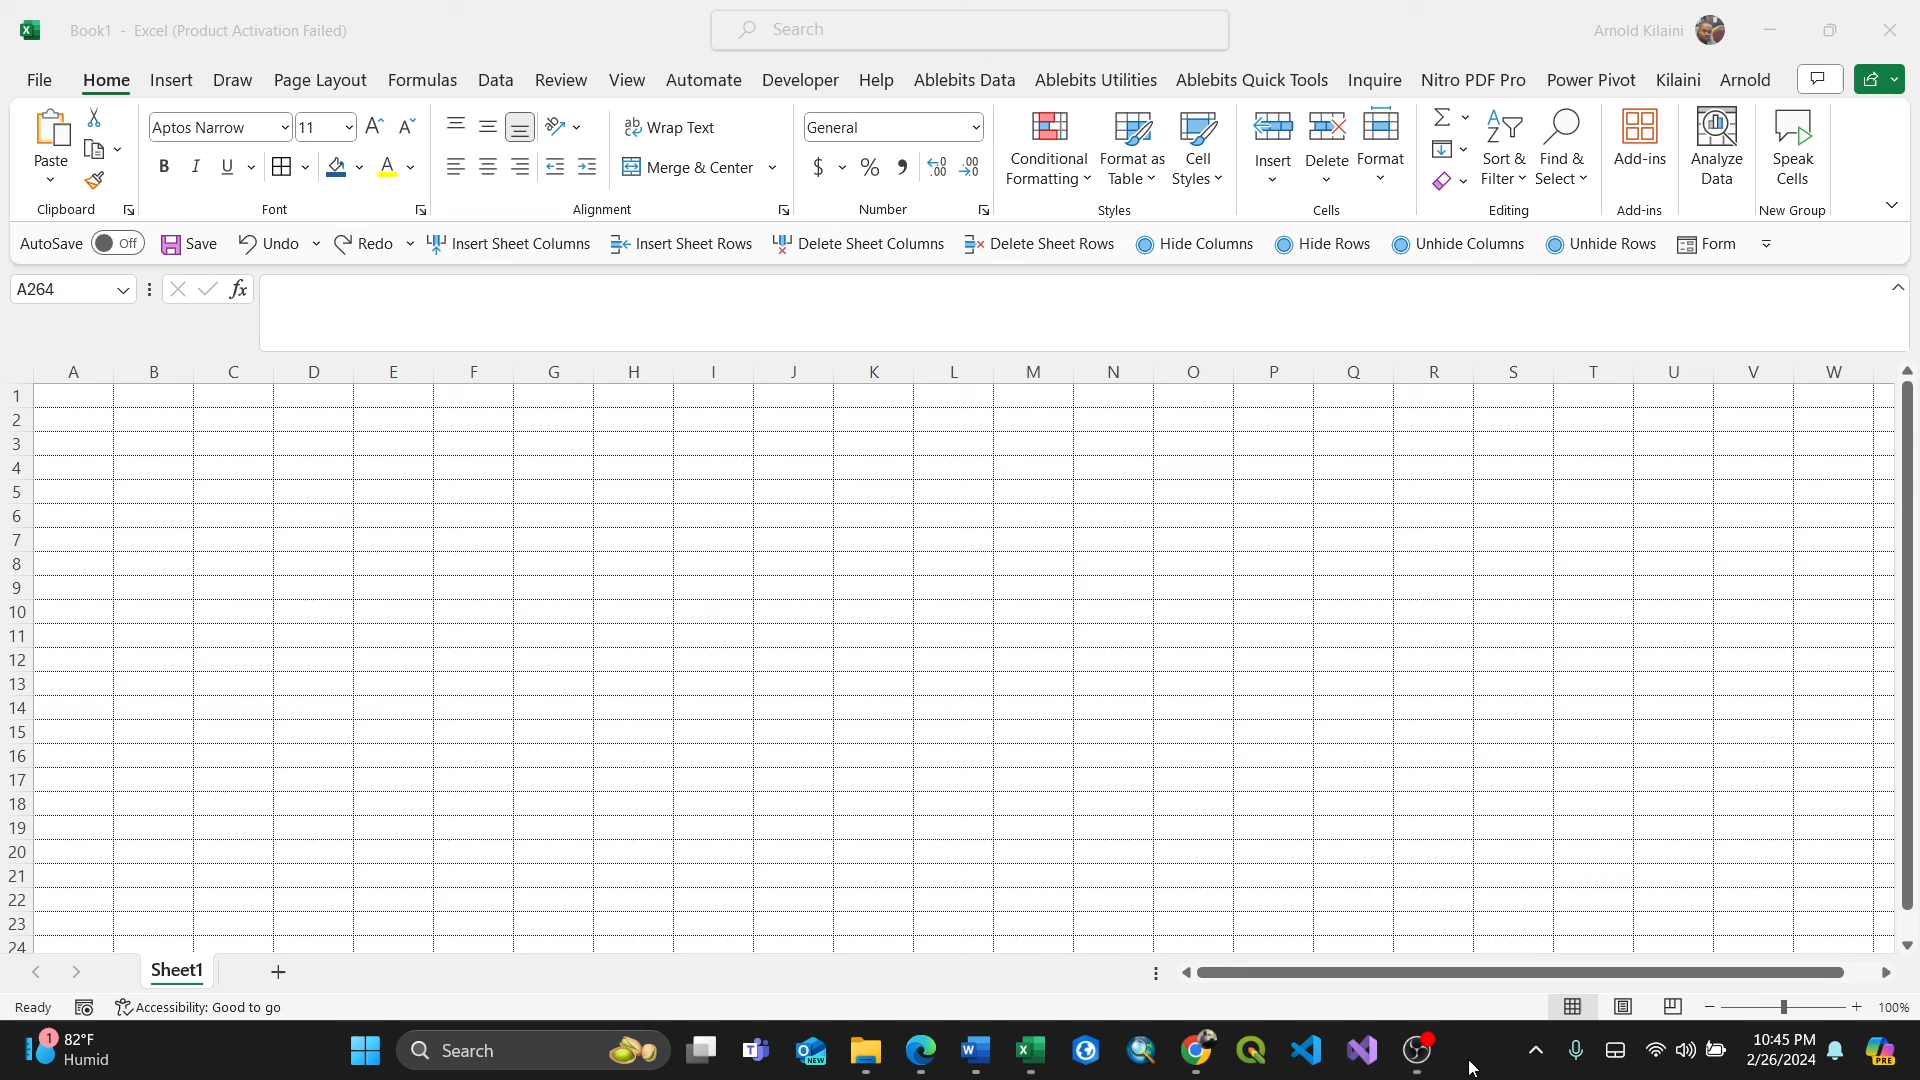 Book1 - Excel (Product Activation Failed)
Search
Arnold Kilaini
File Home Insert Draw Page Layout Formulas Data Review View Automate Developer Help Ablebits Data Ablebits Utilities Ablebits Quick Tools Inquire Nitro PDF Pro Power Pivot Kilaini Arnold
Paste
Clipboard
Aptos Narrow 11
B I U
Font
Wrap Text
Merge & Center
Alignment
General
$ %
Number
Conditional Formatting
Format as Table
Cell Styles
Styles
Insert
Delete
Format
Cells
Sort & Filter
Find & Select
Editing
Add-ins
Add-ins
Analyze Data
Speak Cells
New Group
AutoSave Off Save Undo Redo Insert Sheet Columns Insert Sheet Rows Delete Sheet Columns Delete Sheet Rows Hide Columns Hide Rows Unhide Columns Unhide Rows Form
A264 fx
A B C D E F G H I J K L M N O P Q R S T U V W
1
2
3
4
5
6
7
8
9
10
11
12
13
14
15
16
17
18
19
20
21
22
23
24
Sheet1
Ready Accessibility: Good to go 100%
1 82°F
Humid
Search
10:45 PM
2/26/2024